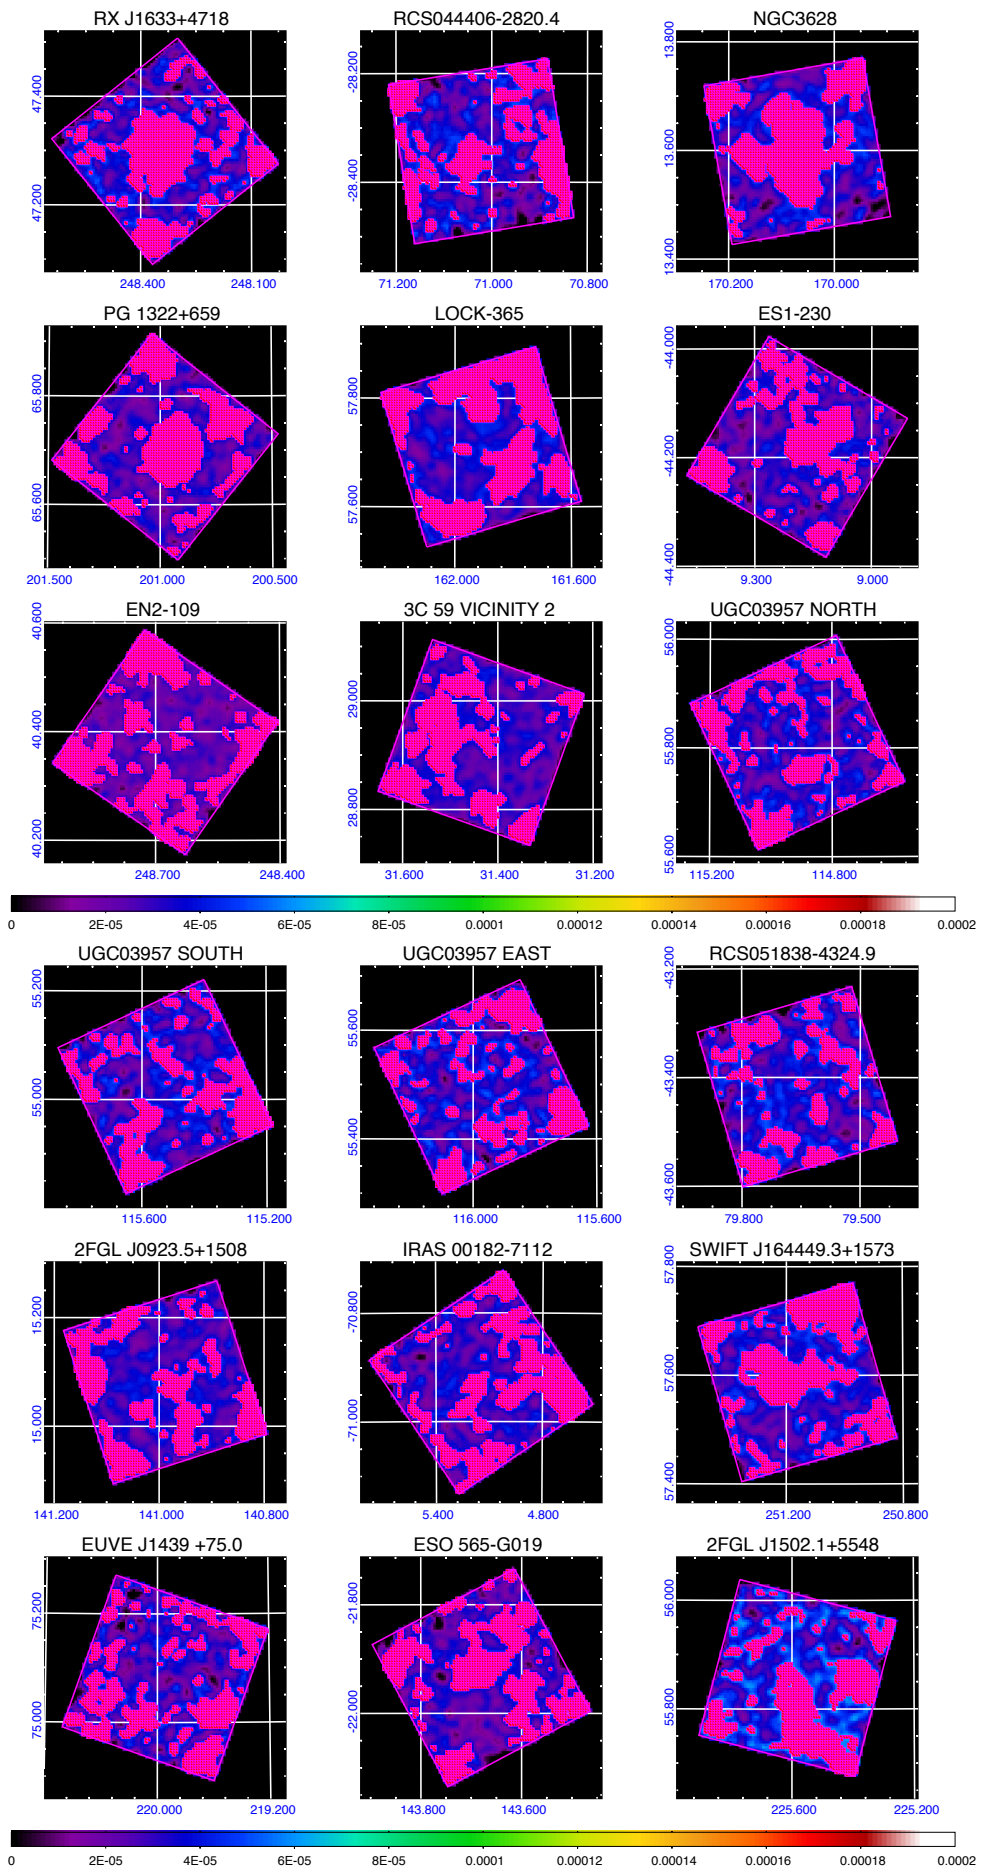 RX J1633+4718
RCS044406-2820.4
NGC3628
47.400
47.200
248.400 248.100
-28.200
-28.400
71.200 71.000 70.800
13.800
13.600
13.400
170.200 170.000
PG 1322+659
LOCK-365
ES1-230
65.800
65.600
201.500 201.000 200.500
57.800
57.600
162.000 161.600
-44.000
-44.200
-44.400
9.300 9.000
EN2-109
3C 59 VICINITY 2
UGC03957 NORTH
40.600
40.400
40.200
248.700 248.400
29.000
28.800
31.600 31.400 31.200
56.000
55.800
55.600
115.200 114.800
0 2E-05 4E-05 6E-05 8E-05 0.0001 0.00012 0.00014 0.00016 0.00018 0.0002
UGC03957 SOUTH
UGC03957 EAST
RCS051838-4324.9
55.200
55.000
115.600 115.200
55.600
55.400
116.000 115.600
-43.200
-43.400
-43.600
79.800 79.500
2FGL J0923.5+1508
IRAS 00182-7112
SWIFT J164449.3+1573
15.200
15.000
141.200 141.000 140.800
-70.800
-71.000
5.400 4.800
57.800
57.600
57.400
251.200 250.800
EUVE J1439 +75.0
ESO 565-G019
2FGL J1502.1+5548
75.200
75.000
220.000 219.200
-21.800
-22.000
143.800 143.600
56.000
55.800
225.600 225.200
0 2E-05 4E-05 6E-05 8E-05 0.0001 0.00012 0.00014 0.00016 0.00018 0.0002